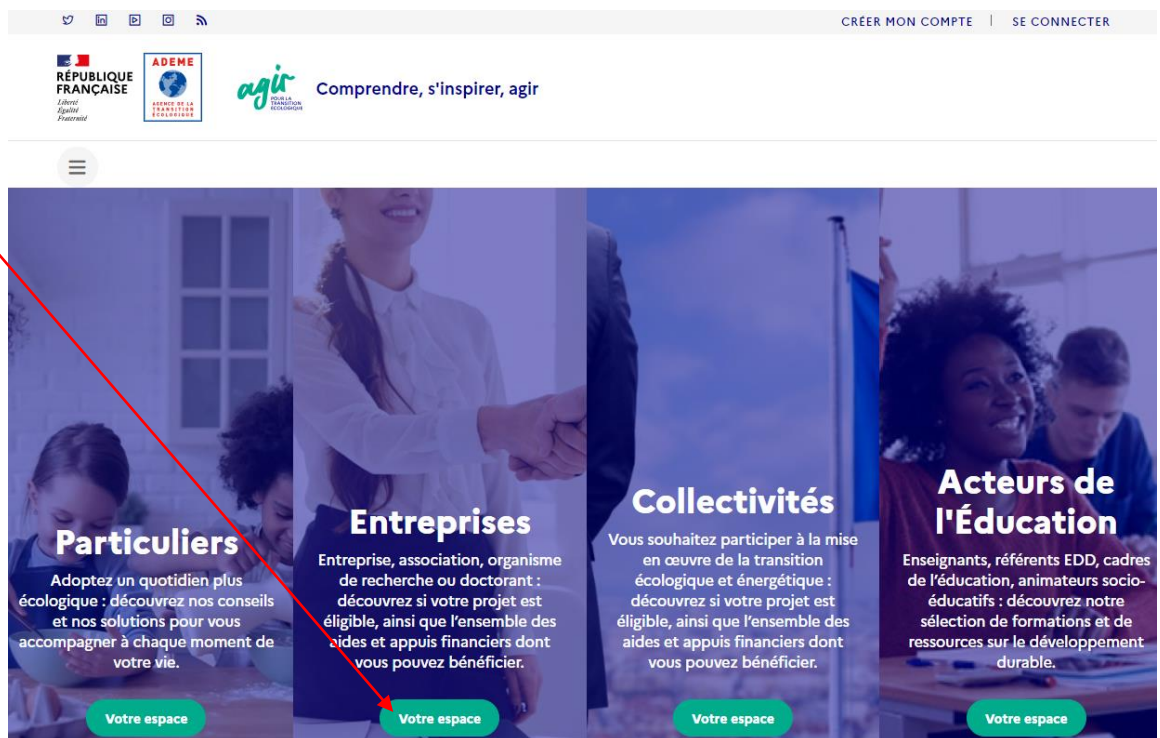 CRÉER MON COMPTE | SE CONNECTER
RÉPUBLIQUE
FRANÇAISE
Liberté
Égalité
Fraternité
ADEME
AGENCE DE LA
TRANSITION
ÉCOLOGIQUE
agir
POUR LA
TRANSITION
ÉCOLOGIQUE
Comprendre, s'inspirer, agir
Particuliers
Adoptez un quotidien plus
écologique : découvrez nos conseils
et nos solutions pour vous
accompagner à chaque moment de
votre vie.
Votre espace
Entreprises
Entreprise, association, organisme
de recherche ou doctorant :
découvrez si votre projet est
éligible, ainsi que l'ensemble des
aides et appuis financiers dont
vous pouvez bénéficier.
Votre espace
Collectivités
Vous souhaitez participer à la mise
en œuvre de la transition
écologique et énergétique :
découvrez si votre projet est
éligible, ainsi que l'ensemble des
aides et appuis financiers dont
vous pouvez bénéficier.
Votre espace
Acteurs de
l'Éducation
Enseignants, référents EDD, cadres
de l'éducation, animateurs socio-
éducatifs : découvrez notre
sélection de formations et de
ressources sur le développement
durable.
Votre espace